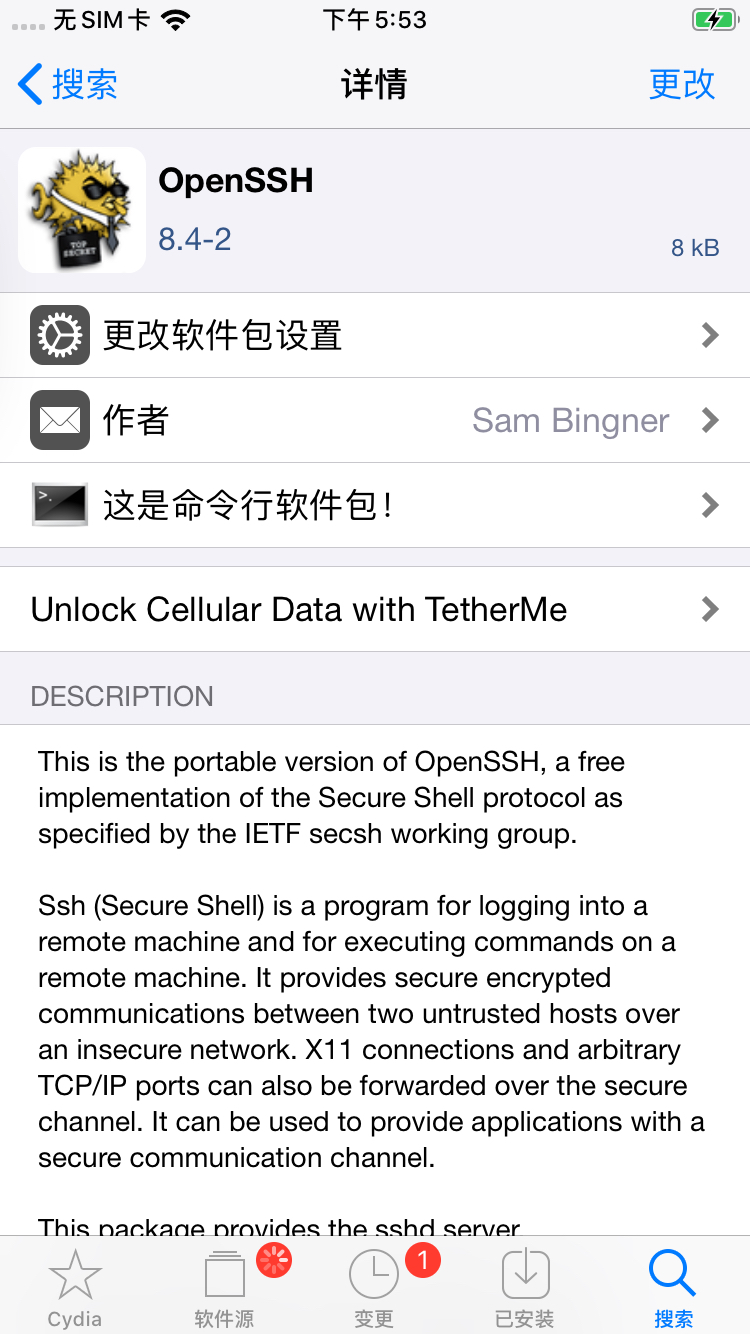 无SIM卡 下午5:53
搜索 详情 更改
OpenSSH
8.4-2
8 kB
TOP
SECRET
更改软件包设置
作者 Sam Bingner
>.
这是命令行软件包！
Unlock Cellular Data with TetherMe
DESCRIPTION
This is the portable version of OpenSSH, a free
implementation of the Secure Shell protocol as
specified by the IETF secsh working group.
Ssh (Secure Shell) is a program for logging into a
remote machine and for executing commands on a
remote machine. It provides secure encrypted
communications between two untrusted hosts over
an insecure network. X11 connections and arbitrary
TCP/IP ports can also be forwarded over the secure
channel. It can be used to provide applications with a
secure communication channel.
This package provides the sshd server.
1
Cydia 软件源 变更 已安装 搜索